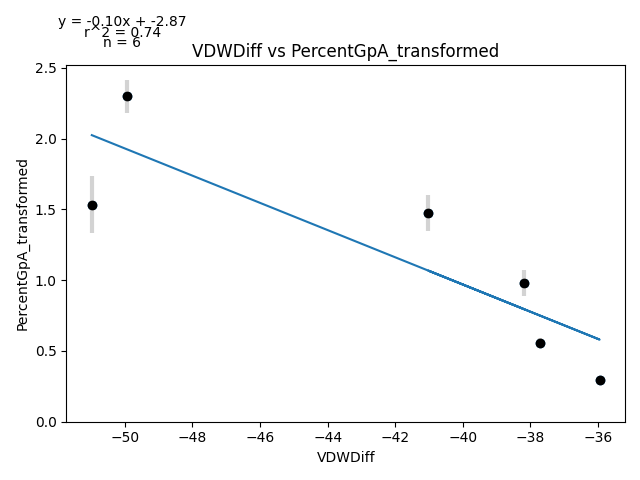 y = -0.10x + -2.87
r^2 = 0.74
n = 6
VDWDiff vs PercentGpA_transformed
2.5
2.0
1.5
1.0
0.5
0.0
PercentGpA_transformed
−50 −48 −46 −44 −42 −40 −38 −36
VDWDiff